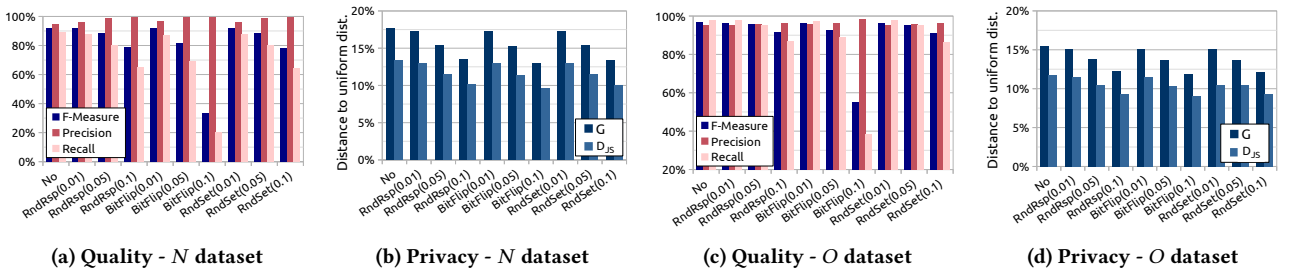 100%
80%
60%
40%
20%
0%
F-Measure
Precision
Recall
No
RndRsp(0.01)
RndRsp(0.05)
RndRsp(0.1)
BitFlip(0.01)
BitFlip(0.05)
BitFlip(0.1)
RndSet(0.01)
RndSet(0.05)
RndSet(0.1)
(a) Quality - N dataset
Distance to uniform dist.
20%
15%
10%
5%
0%
G
DJS
No
RndRsp(0.01)
RndRsp(0.05)
RndRsp(0.1)
BitFlip(0.01)
BitFlip(0.05)
BitFlip(0.1)
RndSet(0.01)
RndSet(0.05)
RndSet(0.1)
(b) Privacy - N dataset
100%
80%
60%
40%
20%
F-Measure
Precision
Recall
No
RndRsp(0.01)
RndRsp(0.05)
RndRsp(0.1)
BitFlip(0.01)
BitFlip(0.05)
BitFlip(0.1)
RndSet(0.01)
RndSet(0.05)
RndSet(0.1)
(c) Quality - O dataset
Distance to uniform dist.
20%
15%
10%
5%
0%
G
DJS
No
RndRsp(0.01)
RndRsp(0.05)
RndRsp(0.1)
BitFlip(0.01)
BitFlip(0.05)
BitFlip(0.1)
RndSet(0.01)
RndSet(0.05)
RndSet(0.1)
(d) Privacy - O dataset